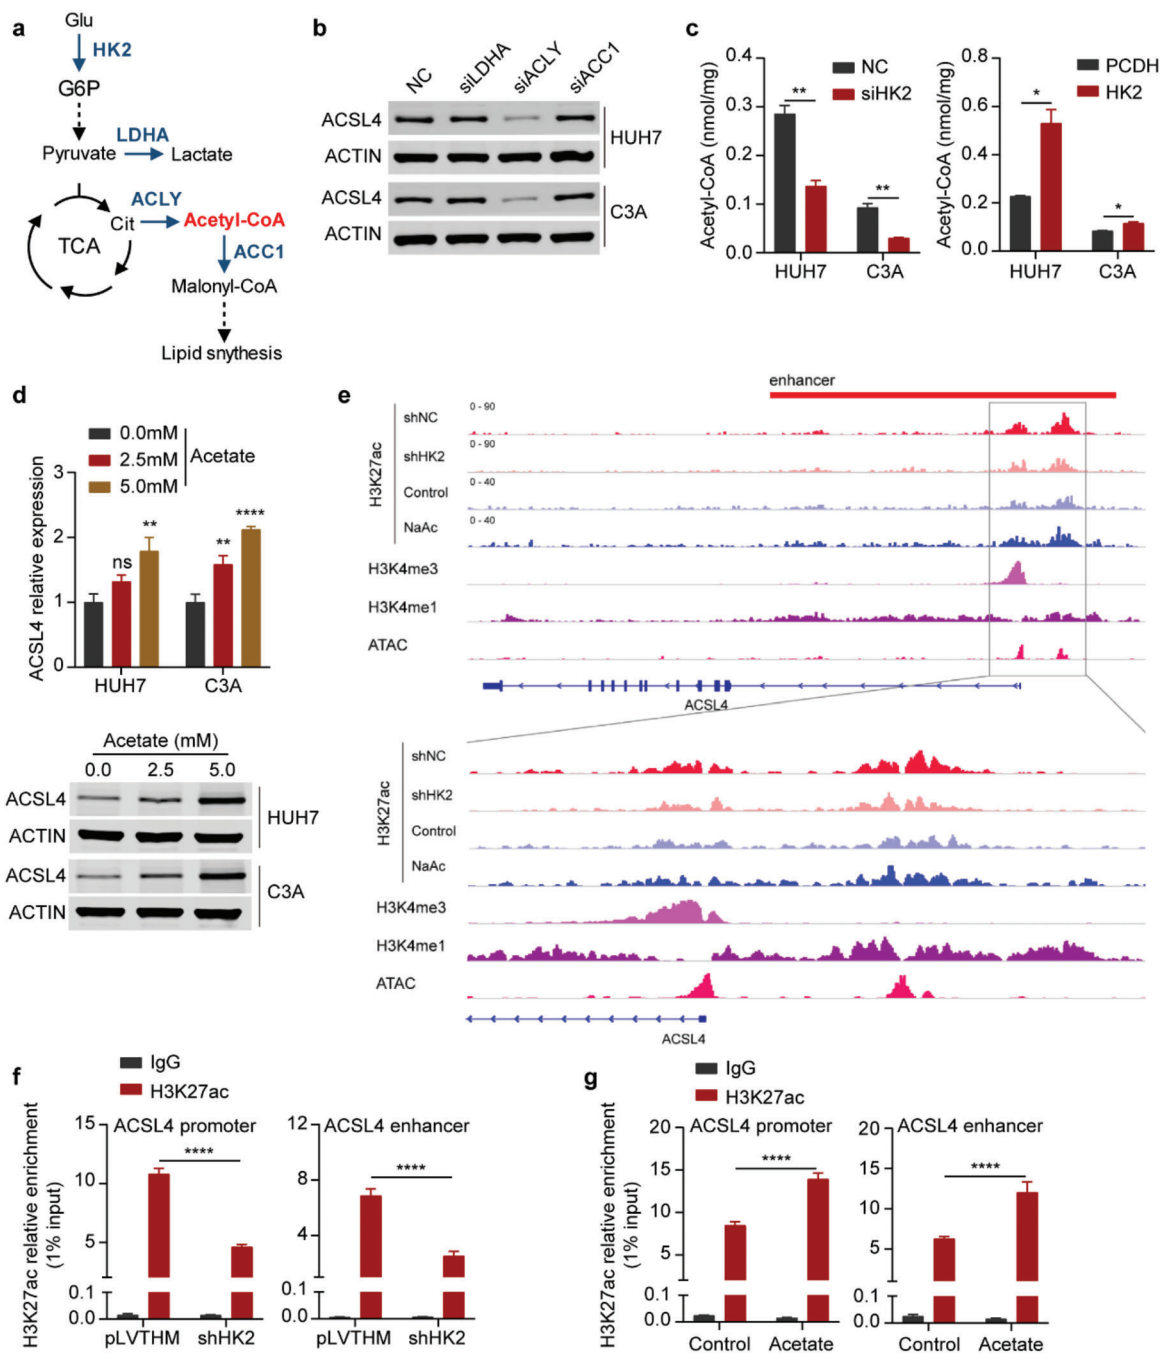 a
Glu
HK2
G6P
LDHA
Pyruvate
Lactate
ACLY
Cit
Acetyl-CoA
TCA
ACC1
Malonyl-CoA
Lipid snythesis
b
NC
siLDHA
siACLY
siACC1
ACSL4
ACTIN
HUH7
ACSL4
ACTIN
C3A
c
Acetyl-CoA (nmol/mg)
0.4
0.3
0.2
0.1
0.0
NC
siHK2
**
**
HUH7
C3A
Acetyl-CoA (nmol/mg)
0.8
0.6
0.4
0.2
0.0
PCDH
HK2
*
*
HUH7
C3A
d
0.0mM
2.5mM
5.0mM
Acetate
ACSL4 relative expression
3
2
1
0
ns
**
**
****
HUH7
C3A
Acetate (mM)
0.0 2.5 5.0
ACSL4
ACTIN
HUH7
ACSL4
ACTIN
C3A
e
enhancer
H3K27ac
shNC
0 - 90
shHK2
0 - 90
Control
0 - 40
NaAc
0 - 40
H3K4me3
H3K4me1
ATAC
ACSL4
H3K27ac
shNC
shHK2
Control
NaAc
H3K4me3
H3K4me1
ATAC
ACSL4
f
IgG
H3K27ac
H3K27ac relative enrichment
(1% input)
ACSL4 promoter
15
10
5
0.1
0.0
****
pLVTHM
shHK2
ACSL4 enhancer
12
8
4
0.1
0.0
****
pLVTHM
shHK2
g
IgG
H3K27ac
H3K27ac relative enrichment
(1% input)
ACSL4 promoter
20
15
10
5
0.1
0.0
****
Control
Acetate
ACSL4 enhancer
20
15
10
5
0.1
0.0
****
Control
Acetate